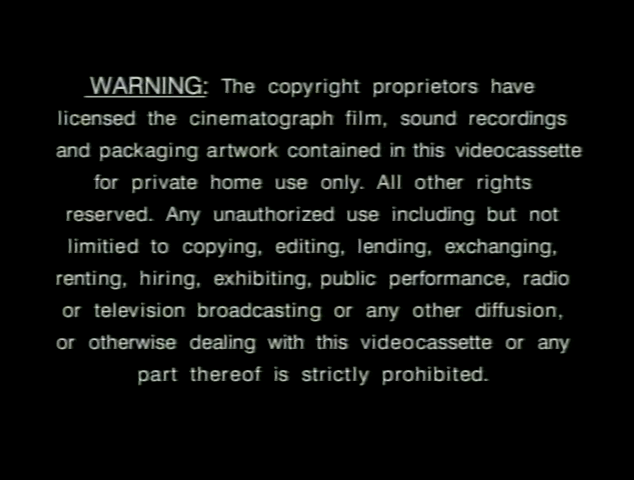 WARNING: The copyright proprietors have
licensed the cinematograph film, sound recordings
and packaging artwork contained in this videocassette
for private home use only. All other rights
reserved. Any unauthorized use including but not
limitied to copying, editing, lending, exchanging,
renting, hiring, exhibiting, public performance, radio
or television broadcasting or any other diffusion,
or otherwise dealing with this videocassette or any
part thereof is strictly prohibited.